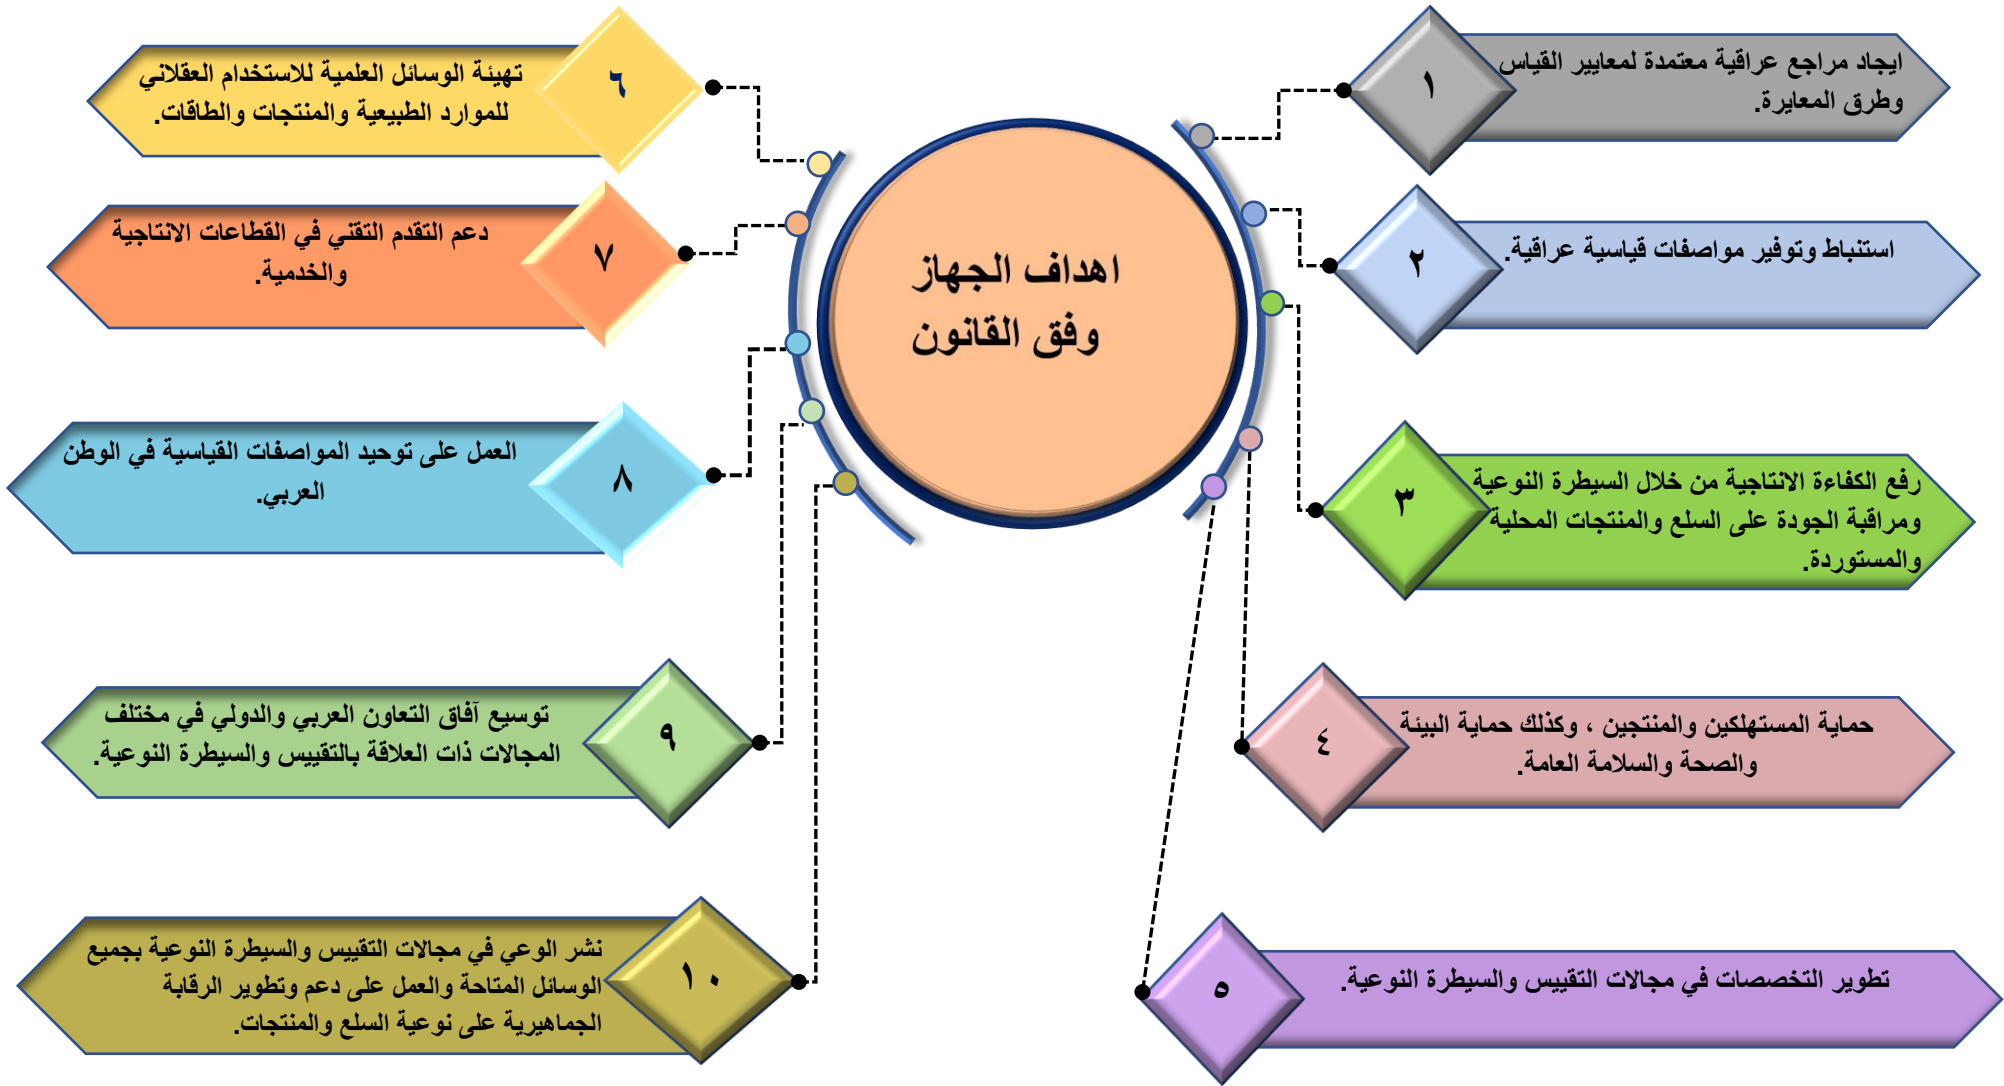 اهداف الجهاز
وفق القانون
١
ايجاد مراجع عراقية معتمدة لمعايير القياس
وطرق المعايرة.
٢
استنباط وتوفير مواصفات قياسية عراقية.
٣
رفع الكفاءة الانتاجية من خلال السيطرة النوعية
ومراقبة الجودة على السلع والمنتجات المحلية
والمستوردة.
٤
حماية المستهلكين والمنتجين ، وكذلك حماية البيئة
والصحة والسلامة العامة.
٥
تطوير التخصصات في مجالات التقييس والسيطرة النوعية.
٦
تهيئة الوسائل العلمية للاستخدام العقلاني
للموارد الطبيعية والمنتجات والطاقات.
٧
دعم التقدم التقني في القطاعات الانتاجية
والخدمية.
٨
العمل على توحيد المواصفات القياسية في الوطن
العربي.
٩
توسيع آفاق التعاون العربي والدولي في مختلف
المجالات ذات العلاقة بالتقييس والسيطرة النوعية.
١٠
نشر الوعي في مجالات التقييس والسيطرة النوعية بجميع
الوسائل المتاحة والعمل على دعم وتطوير الرقابة
الجماهيرية على نوعية السلع والمنتجات.